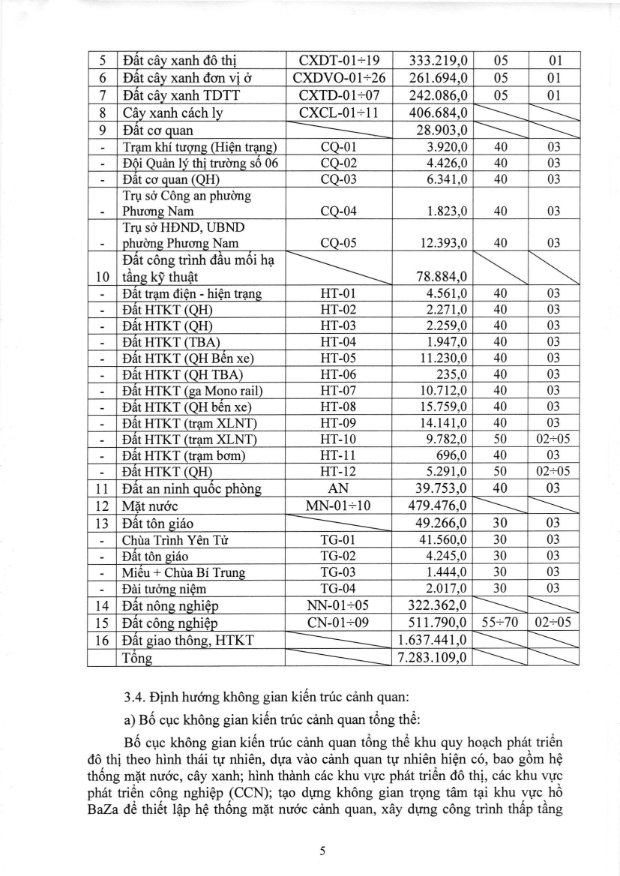 5 Đất cây xanh đô thị CXDT-01÷19 333.219,0 05 01
6 Đất cây xanh đơn vị ở CXDVO-01÷26 261.694,0 05 01
7 Đất cây xanh TDTT CXTD-01÷07 242.086,0 05 01
8 Cây xanh cách ly CXCL-01÷11 406.684,0
9 Đất cơ quan 28.903,0
- Trạm khí tượng (Hiện trạng) CQ-01 3.920,0 40 03
- Đội Quản lý thị trường số 06 CQ-02 4.426,0 40 03
- Đất cơ quan (QH) CQ-03 6.341,0 40 03
Trụ sở Công an phường
- Phương Nam CQ-04 1.823,0 40 03
Trụ sở HĐND, UBND
- phường Phương Nam CQ-05 12.393,0 40 03
Đất công trình đầu mối hạ
10 tầng kỹ thuật 78.884,0
- Đất trạm điện - hiện trạng HT-01 4.561,0 40 03
- Đất HTKT (QH) HT-02 2.271,0 40 03
- Đất HTKT (QH) HT-03 2.259,0 40 03
- Đất HTKT (TBA) HT-04 1.947,0 40 03
- Đất HTKT (QH Bến xe) HT-05 11.230,0 40 03
- Đất HTKT (QH TBA) HT-06 235,0 40 03
- Đất HTKT (ga Mono rail) HT-07 10.712,0 40 03
- Đất HTKT (QH bến xe) HT-08 15.759,0 40 03
- Đất HTKT (trạm XLNT) HT-09 14.141,0 40 03
- Đất HTKT (trạm XLNT) HT-10 9.782,0 50 02÷05
- Đất HTKT (trạm bơm) HT-11 696,0 40 03
- Đất HTKT (QH) HT-12 5.291,0 50 02÷05
11 Đất an ninh quốc phòng AN 39.753,0 40 03
12 Mặt nước MN-01÷10 479.476,0
13 Đất tôn giáo 49.266,0 30 03
- Chùa Trình Yên Tử TG-01 41.560,0 30 03
- Đất tôn giáo TG-02 4.245,0 30 03
- Miếu + Chùa Bí Trung TG-03 1.444,0 30 03
- Đài tưởng niệm TG-04 2.017,0 30 03
14 Đất nông nghiệp NN-01÷05 322.362,0
15 Đất công nghiệp CN-01÷09 511.790,0 55÷70 02÷05
16 Đất giao thông, HTKT 1.637.441,0
Tổng 7.283.109,0
3.4. Định hướng không gian kiến trúc cảnh quan:
a) Bố cục không gian kiến trúc cảnh quan tổng thể:
Bố cục không gian kiến trúc cảnh quan tổng thể khu quy hoạch phát triển
đô thị theo hình thái tự nhiên, dựa vào cảnh quan tự nhiên hiện có, bao gồm hệ
thống mặt nước, cây xanh; hình thành các khu vực phát triển đô thị, các khu vực
phát triển công nghiệp (CCN); tạo dựng không gian trọng tâm tại khu vực hồ
BaZa để thiết lập hệ thống mặt nước cảnh quan, xây dựng công trình thấp tầng
5